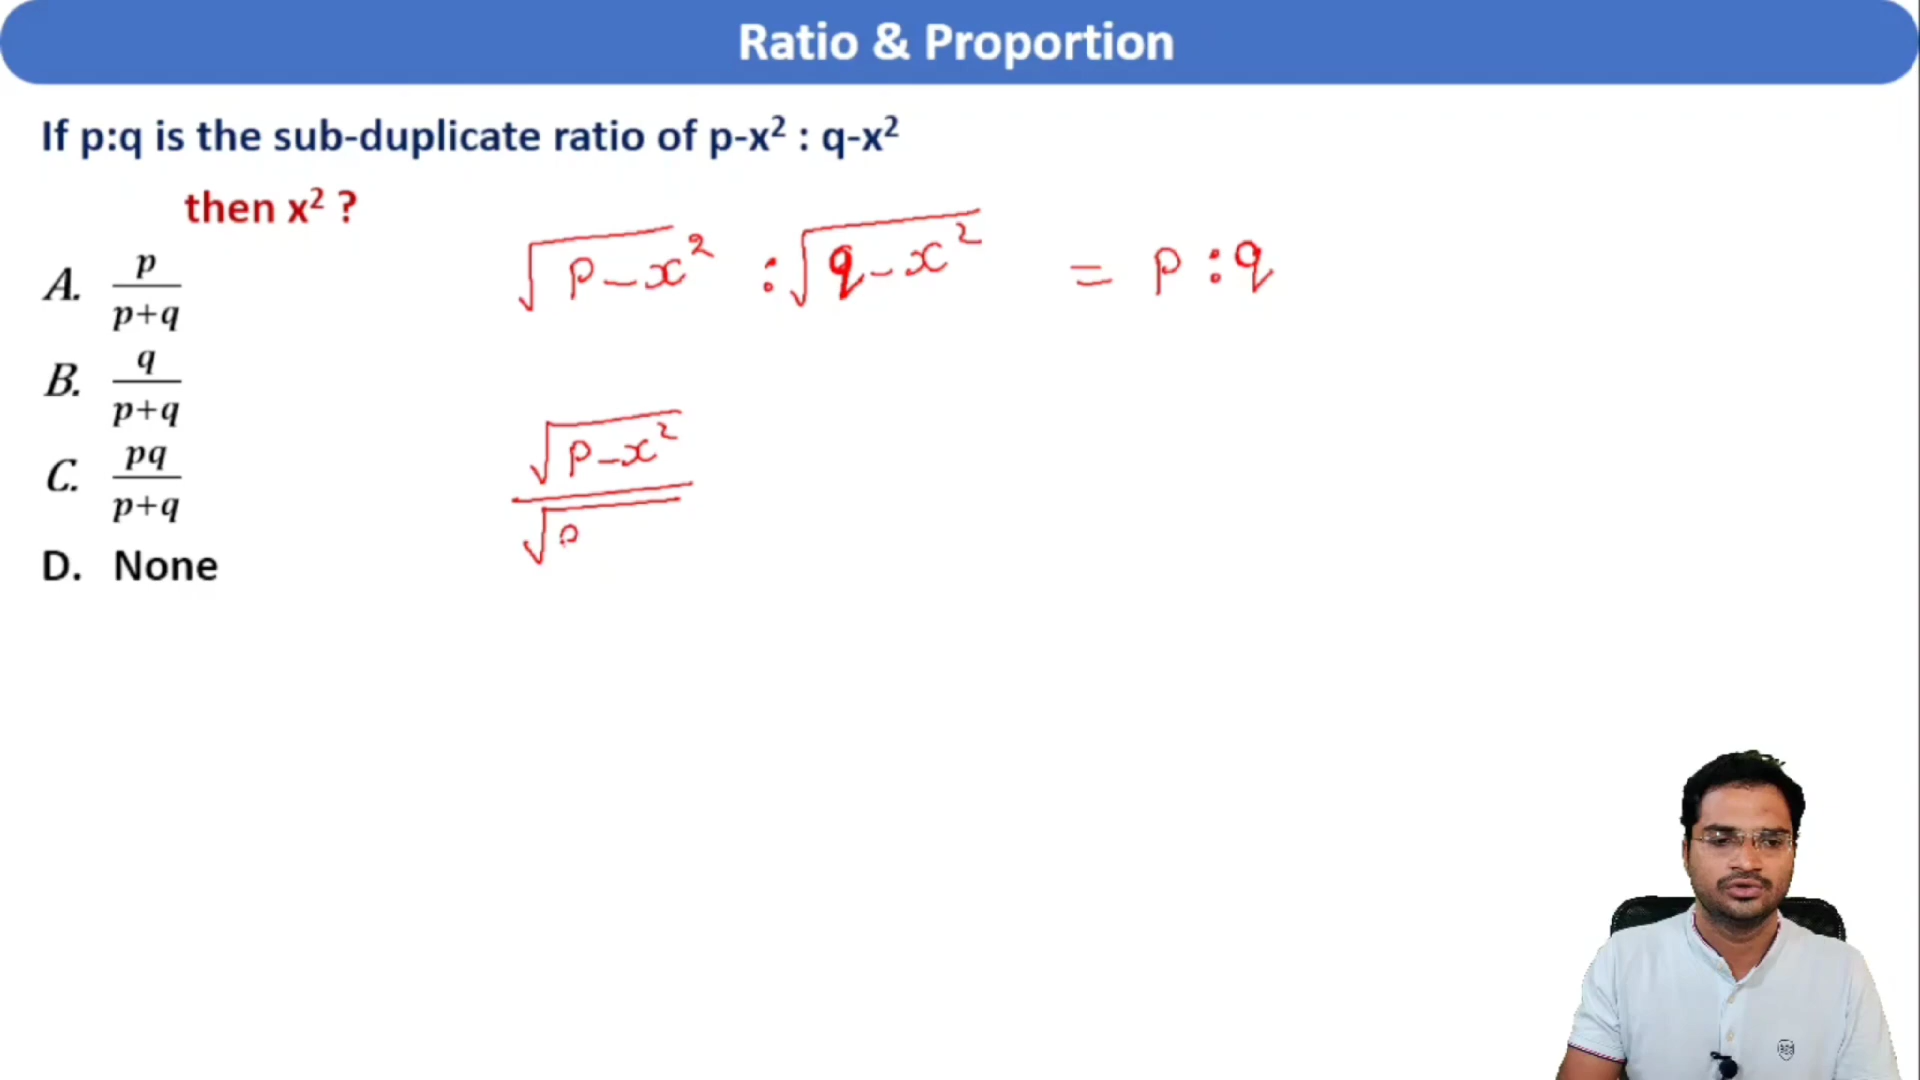 Ratio & Proportion
If p:q is the sub-duplicate ratio of p-x² : q-x²
then x² ?
√(p-x²) : √(q-x²) = p : q
A. p/(p+q)
B. q/(p+q)
C. pq/(p+q)
D. None
√(p-x²)
√p